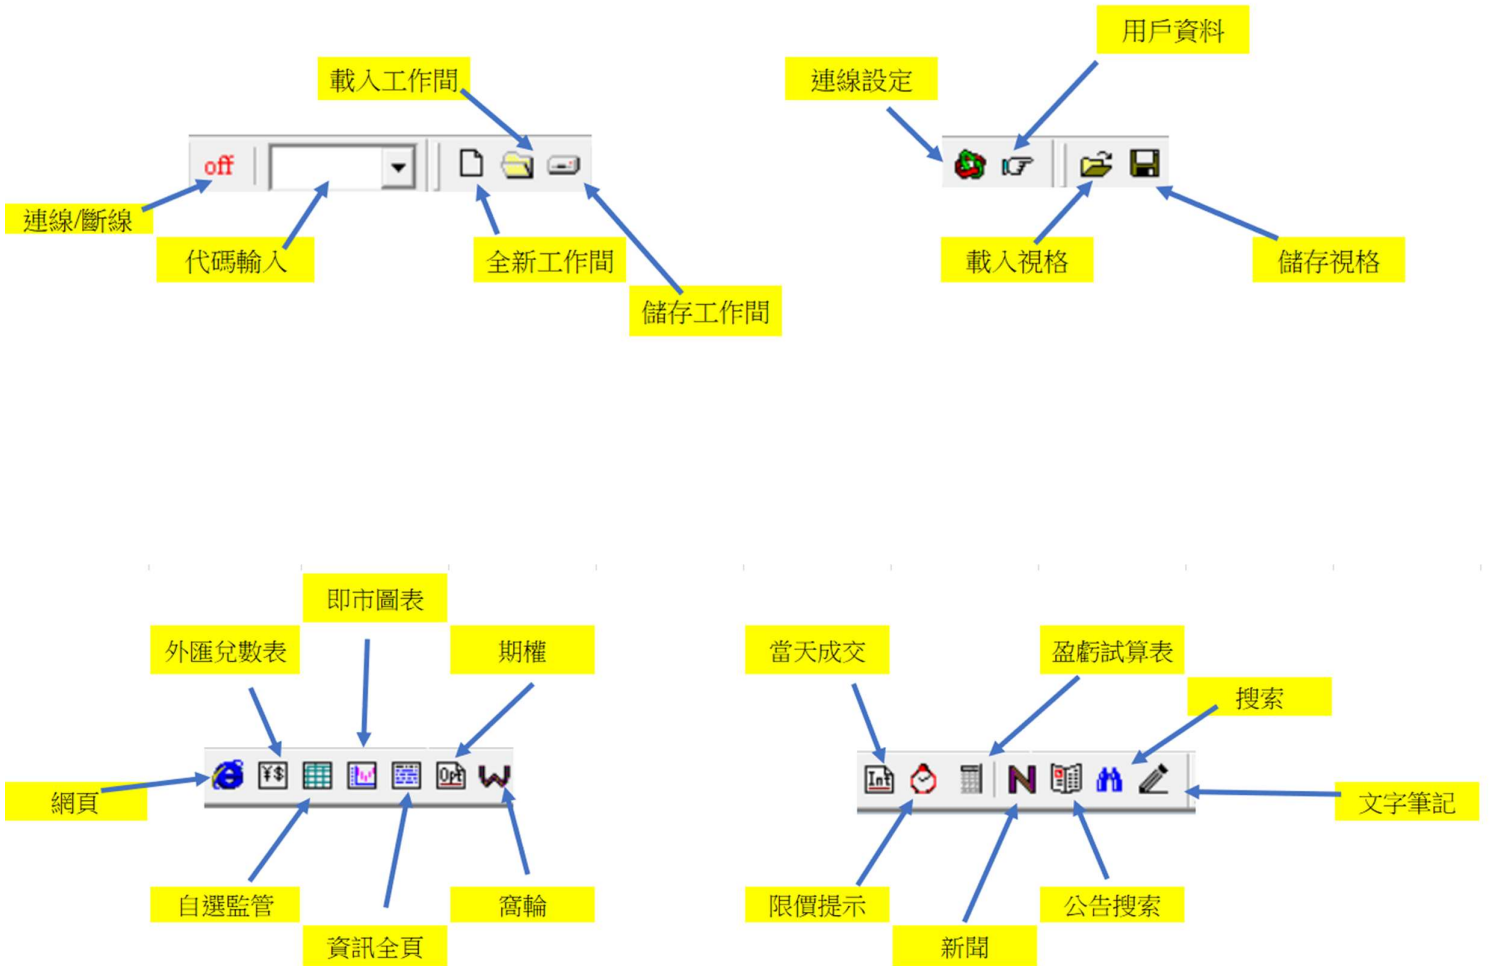 用戶資料
載入工作間
連線設定
off
連線/斷線
代碼輸入
全新工作間
載入視格
儲存視格
儲存工作間
即市圖表
外匯兌數表
期權
當天成交
盈虧試算表
搜索
¥$
Opt
W
Int
N
網頁
文字筆記
自選監管
窩輪
限價提示
公告搜索
資訊全頁
新聞